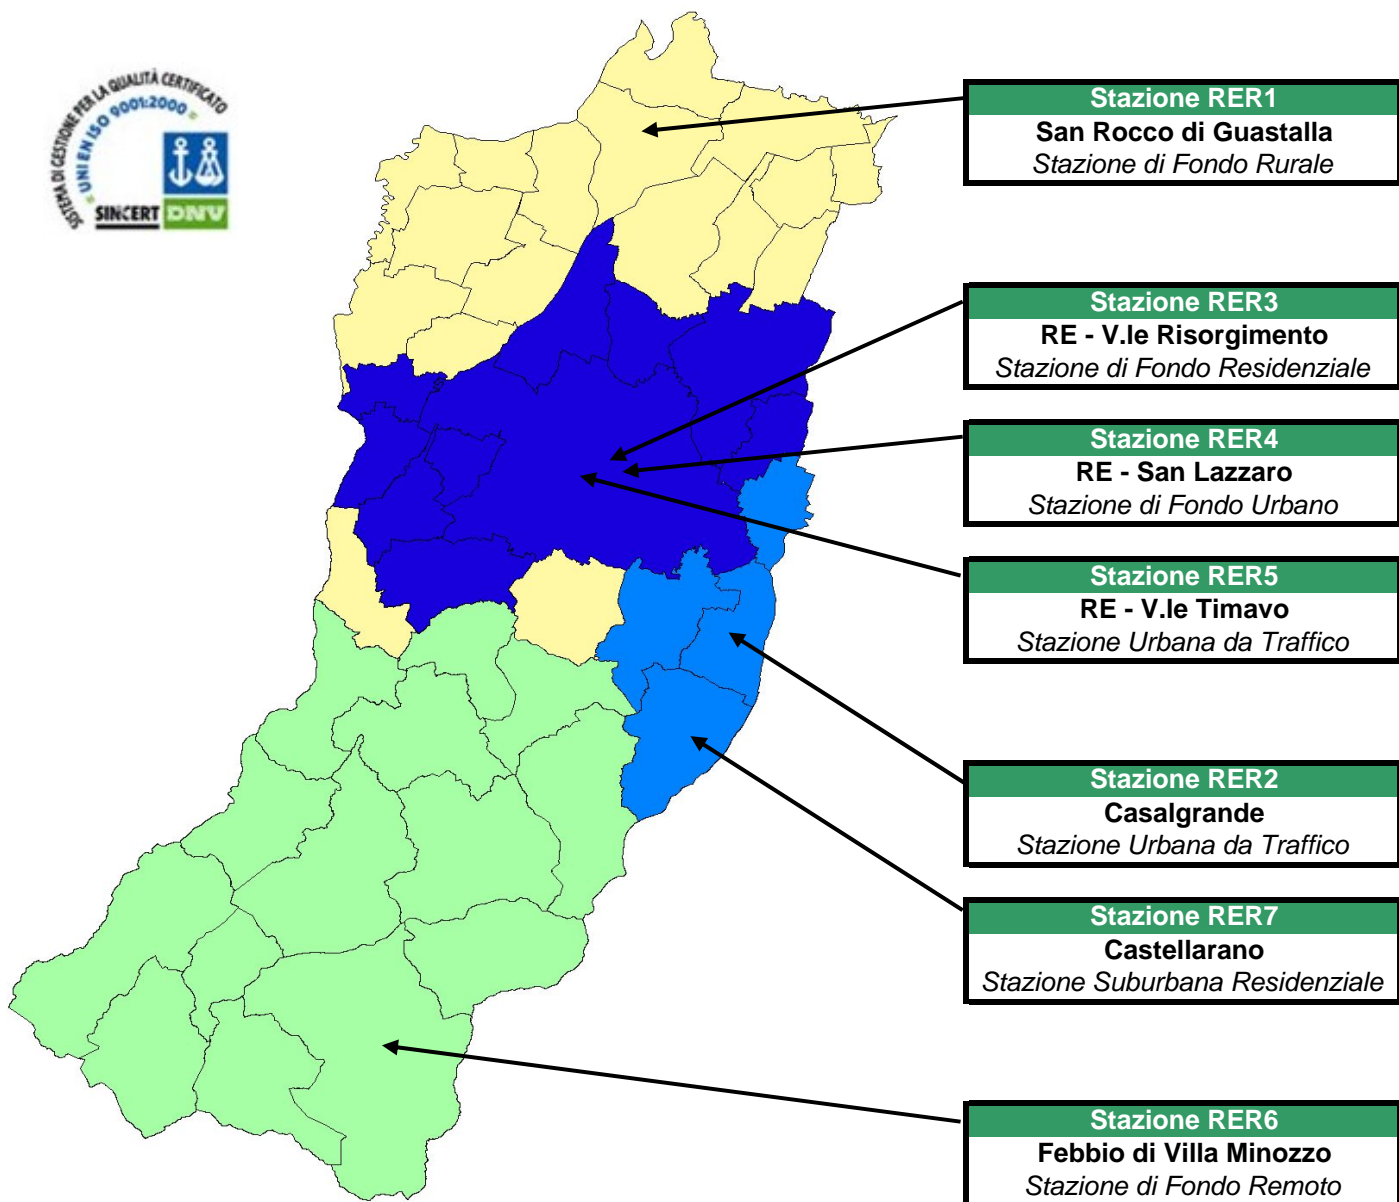 SISTEMA DI GESTIONE PER LA QUALITÀ CERTIFICATO
= UNI EN ISO 9001:2000 =
SINCERT DNV
Stazione RER1
San Rocco di Guastalla
Stazione di Fondo Rurale
Stazione RER3
RE - V.le Risorgimento
Stazione di Fondo Residenziale
Stazione RER4
RE - San Lazzaro
Stazione di Fondo Urbano
Stazione RER5
RE - V.le Timavo
Stazione Urbana da Traffico
Stazione RER2
Casalgrande
Stazione Urbana da Traffico
Stazione RER7
Castellarano
Stazione Suburbana Residenziale
Stazione RER6
Febbio di Villa Minozzo
Stazione di Fondo Remoto